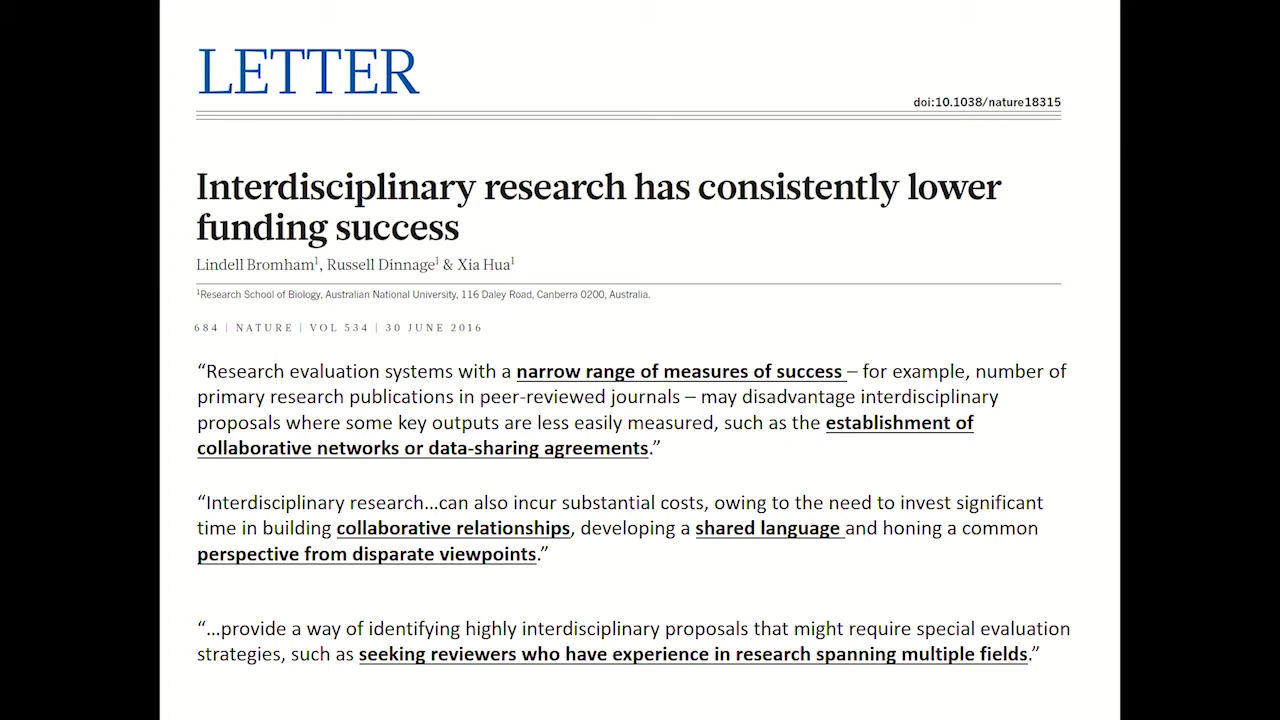 LETTER
doi:10.1038/nature18315
Interdisciplinary research has consistently lower
funding success
Lindell Bromham¹, Russell Dinnage¹ & Xia Hua¹
¹Research School of Biology, Australian National University, 116 Daley Road, Canberra 0200, Australia.
684 | NATURE | VOL 534 | 30 JUNE 2016
“Research evaluation systems with a narrow range of measures of success – for example, number of
primary research publications in peer-reviewed journals – may disadvantage interdisciplinary
proposals where some key outputs are less easily measured, such as the establishment of
collaborative networks or data-sharing agreements.”
“Interdisciplinary research…can also incur substantial costs, owing to the need to invest significant
time in building collaborative relationships, developing a shared language and honing a common
perspective from disparate viewpoints.”
“…provide a way of identifying highly interdisciplinary proposals that might require special evaluation
strategies, such as seeking reviewers who have experience in research spanning multiple fields.”